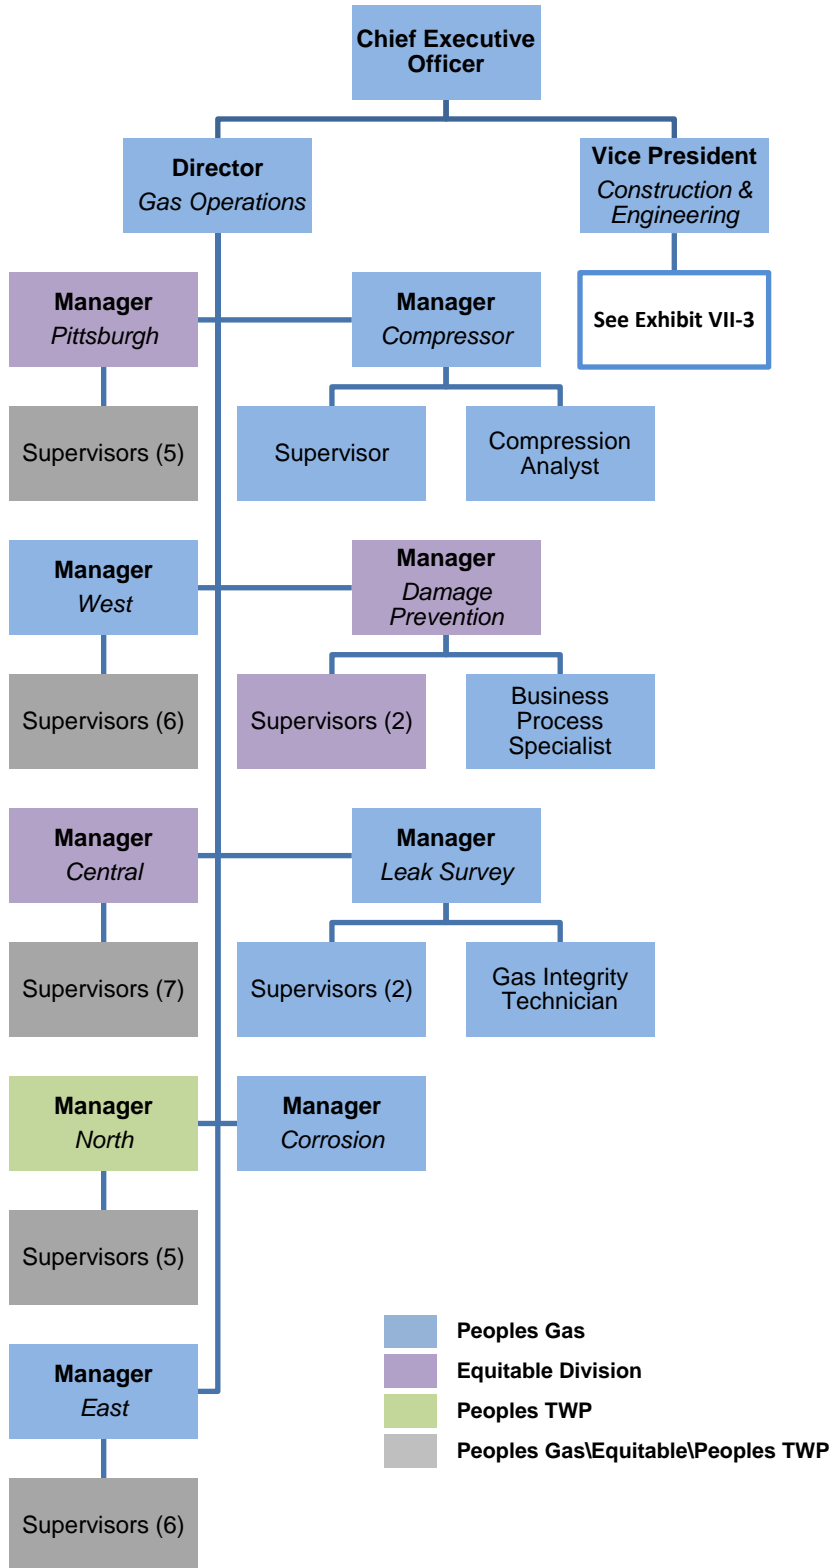 Chief Executive
Officer
Director
Gas Operations
Vice President
Construction &
Engineering
See Exhibit VII-3
Manager
Pittsburgh
Manager
Compressor
Supervisors (5)
Supervisor
Compression
Analyst
Manager
West
Manager
Damage
Prevention
Supervisors (6)
Supervisors (2)
Business
Process
Specialist
Manager
Central
Manager
Leak Survey
Supervisors (7)
Supervisors (2)
Gas Integrity
Technician
Manager
North
Manager
Corrosion
Supervisors (5)
Manager
East
Supervisors (6)
Peoples Gas
Equitable Division
Peoples TWP
Peoples Gas\Equitable\Peoples TWP